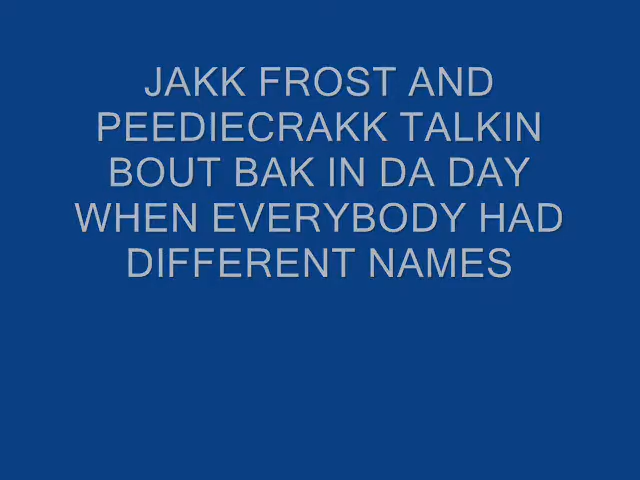 JAKK FROST AND
PEEDIECRAKK TALKIN
BOUT BAK IN DA DAY
WHEN EVERYBODY HAD
DIFFERENT NAMES